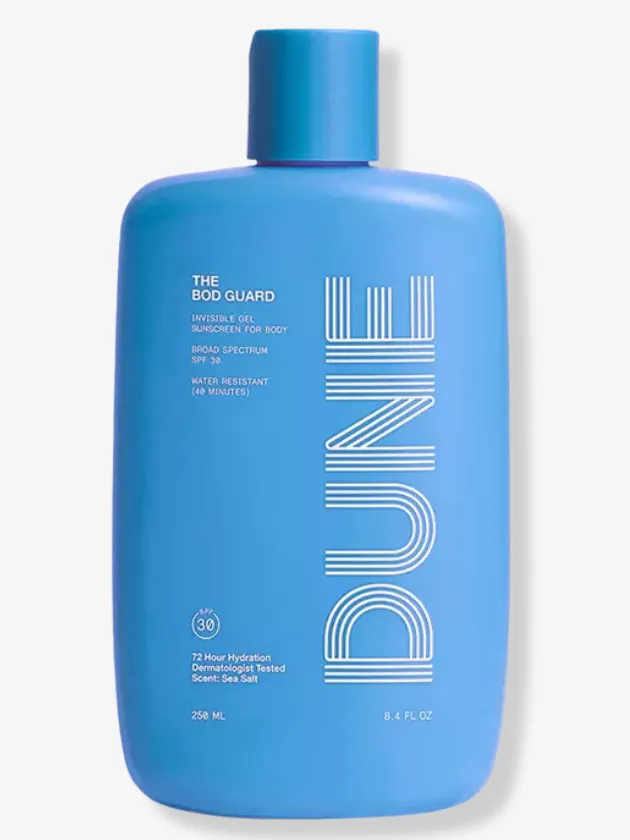 THE
BOD GUARD
INVISIBLE GEL
SUNSCREEN FOR BODY
BROAD SPECTRUM
SPF 30
WATER RESISTANT
(40 MINUTES)
DUNE
SPF
30
72 Hour Hydration
Dermatologist Tested
Scent: Sea Salt
250 ML
8.4 FL OZ